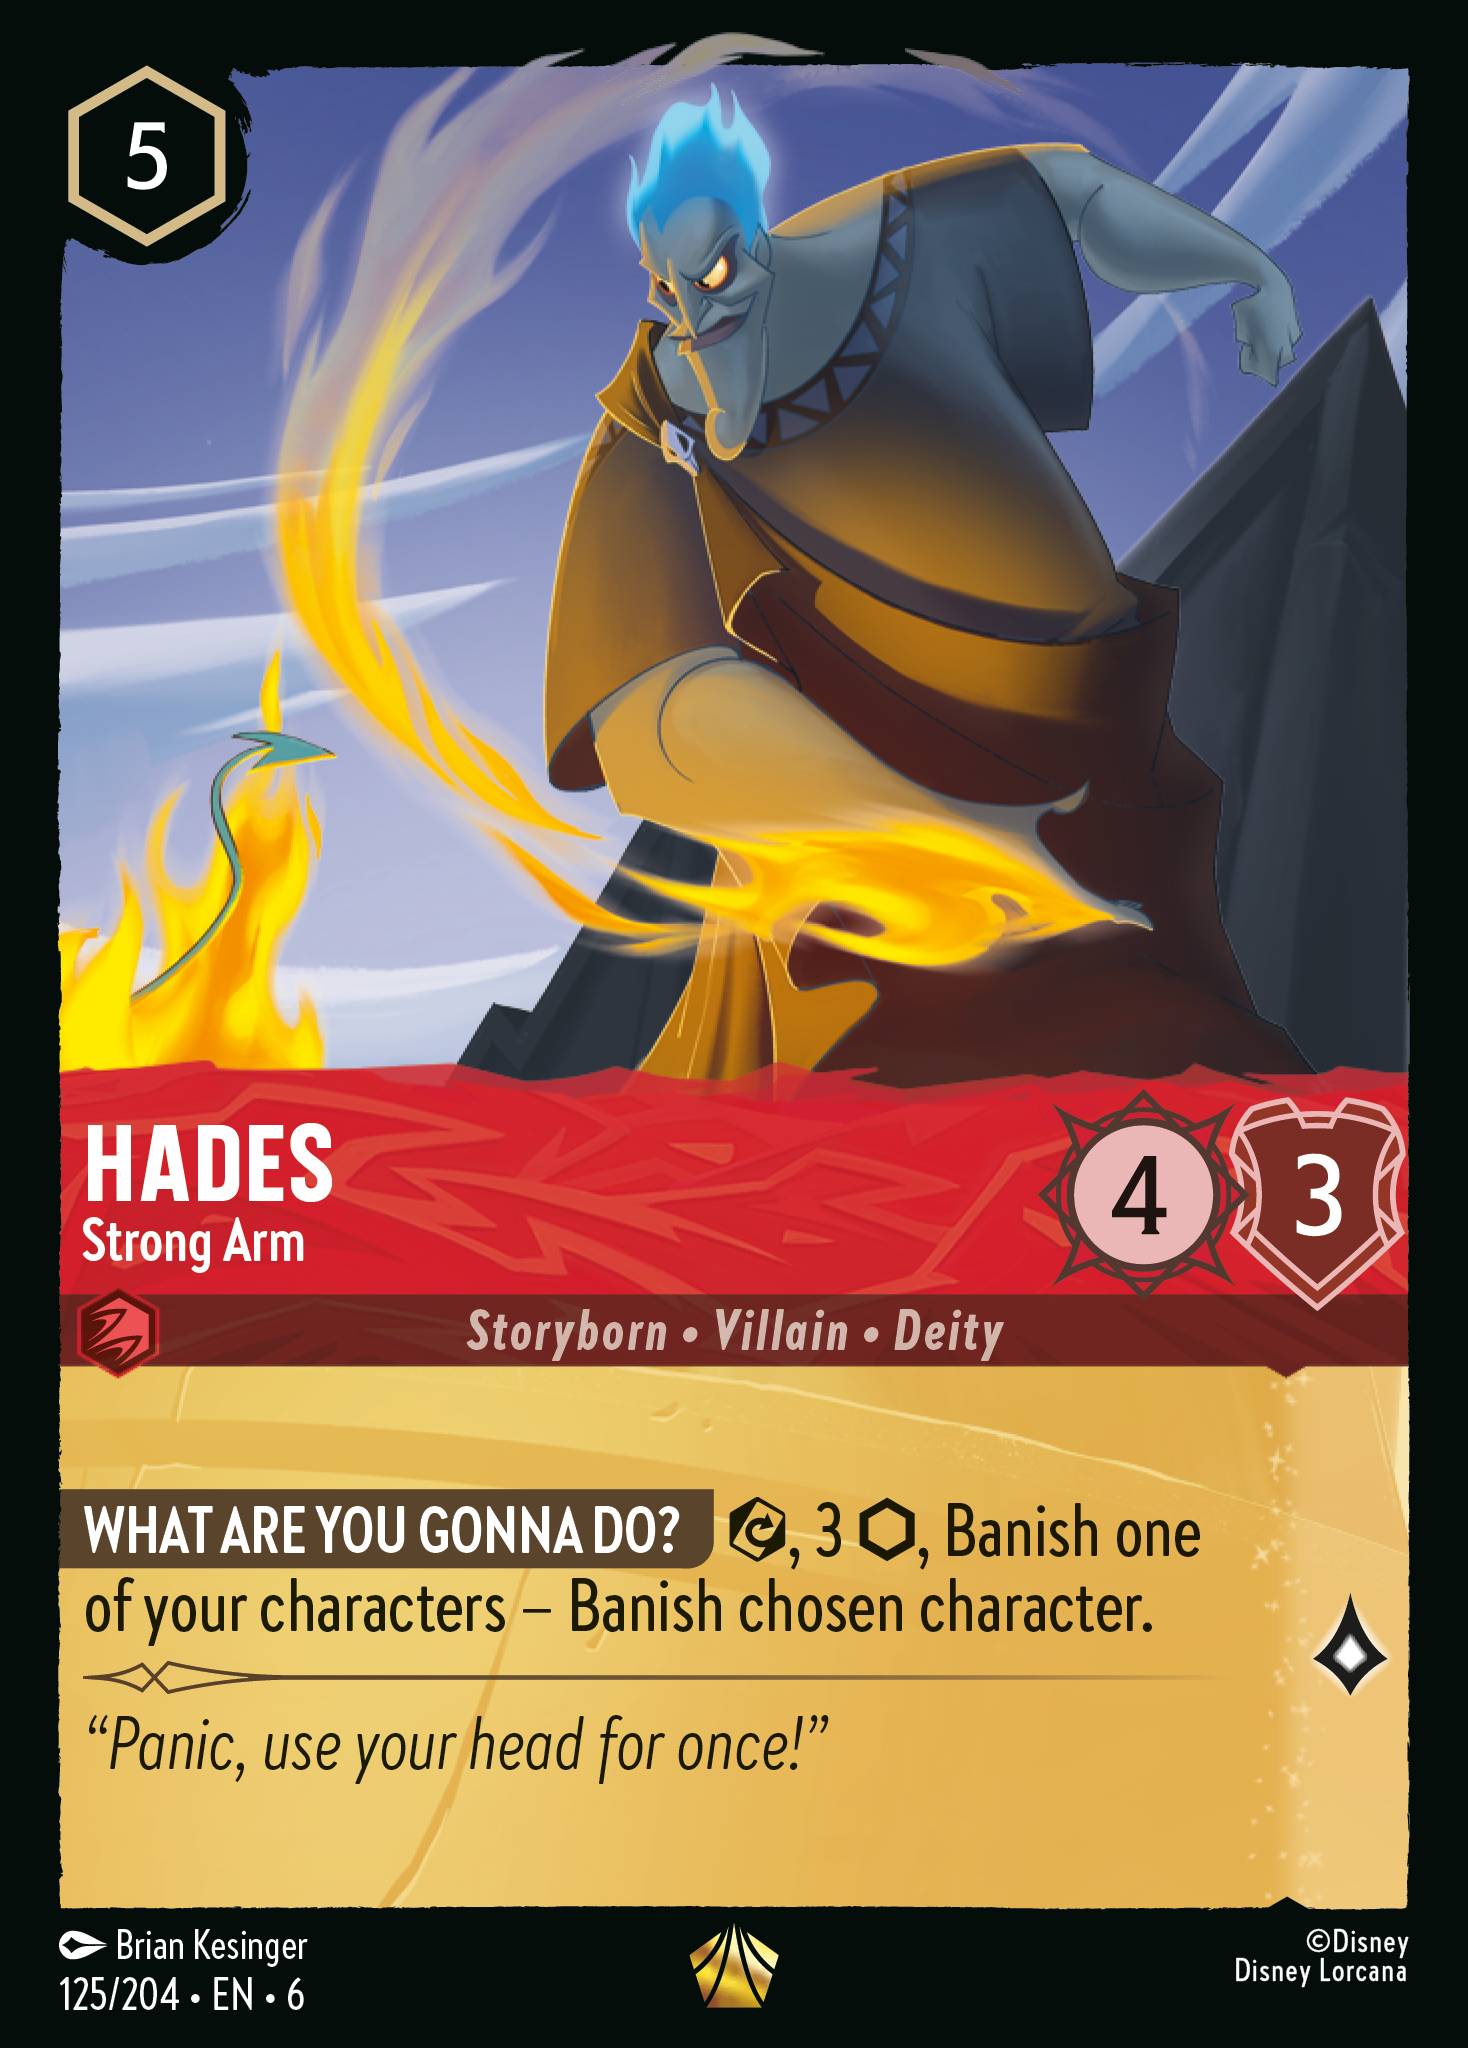 5
HADES
Strong Arm
4
3
Storyborn • Villain • Deity
WHAT ARE YOU GONNA DO? , 3 , Banish one
of your characters – Banish chosen character.
“Panic, use your head for once!”
Brian Kesinger
125/204 • EN • 6
©Disney
Disney Lorcana